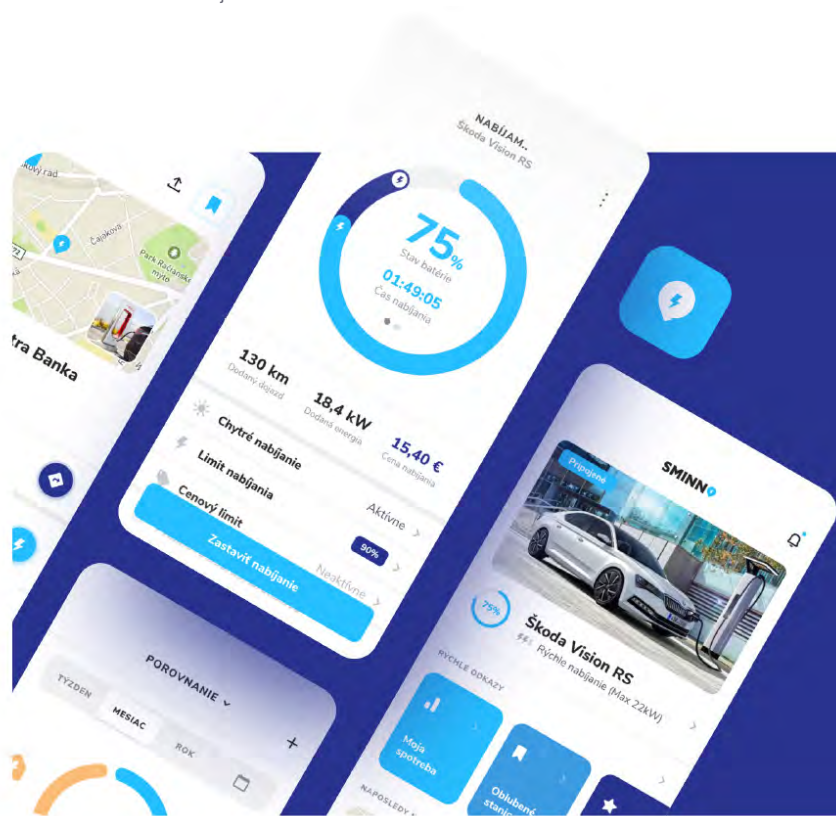 NABÍJAM..
Škoda Vision RS
75%
Stav batérie
01:49:05
Čas nabíjania
130 km
Dodaný dojazd
18,4 kW
Dodaná energia
15,40 €
Cena nabíjania
Chytré nabíjanie
Aktívne
Limit nabíjania
90%
Cenový limit
Neaktívne
Zastaviť nabíjanie
Čajakova
Park Račianske
mýto
72
tra Banka
POROVNANIE
TÝŽDEŇ
MESIAC
ROK
SMINN
Pripojené
75%
Škoda Vision RS
Rýchle nabíjanie (Max 22kW)
RÝCHLE ODKAZY
Moja
spotreba
Obľúbené
stanic
NAPOSLEDY